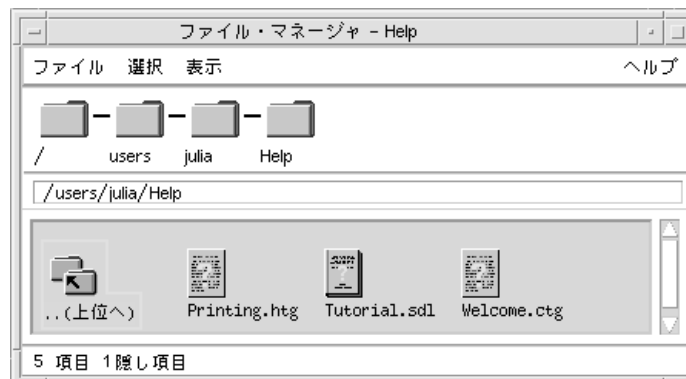 ファイル・マネージャ – Help
ファイル 選択 表示 ヘルプ
/ users julia Help
/users/julia/Help
..(上位へ) Printing.htg Tutorial.sdl Welcome.ctg
5 項目 1隠し項目